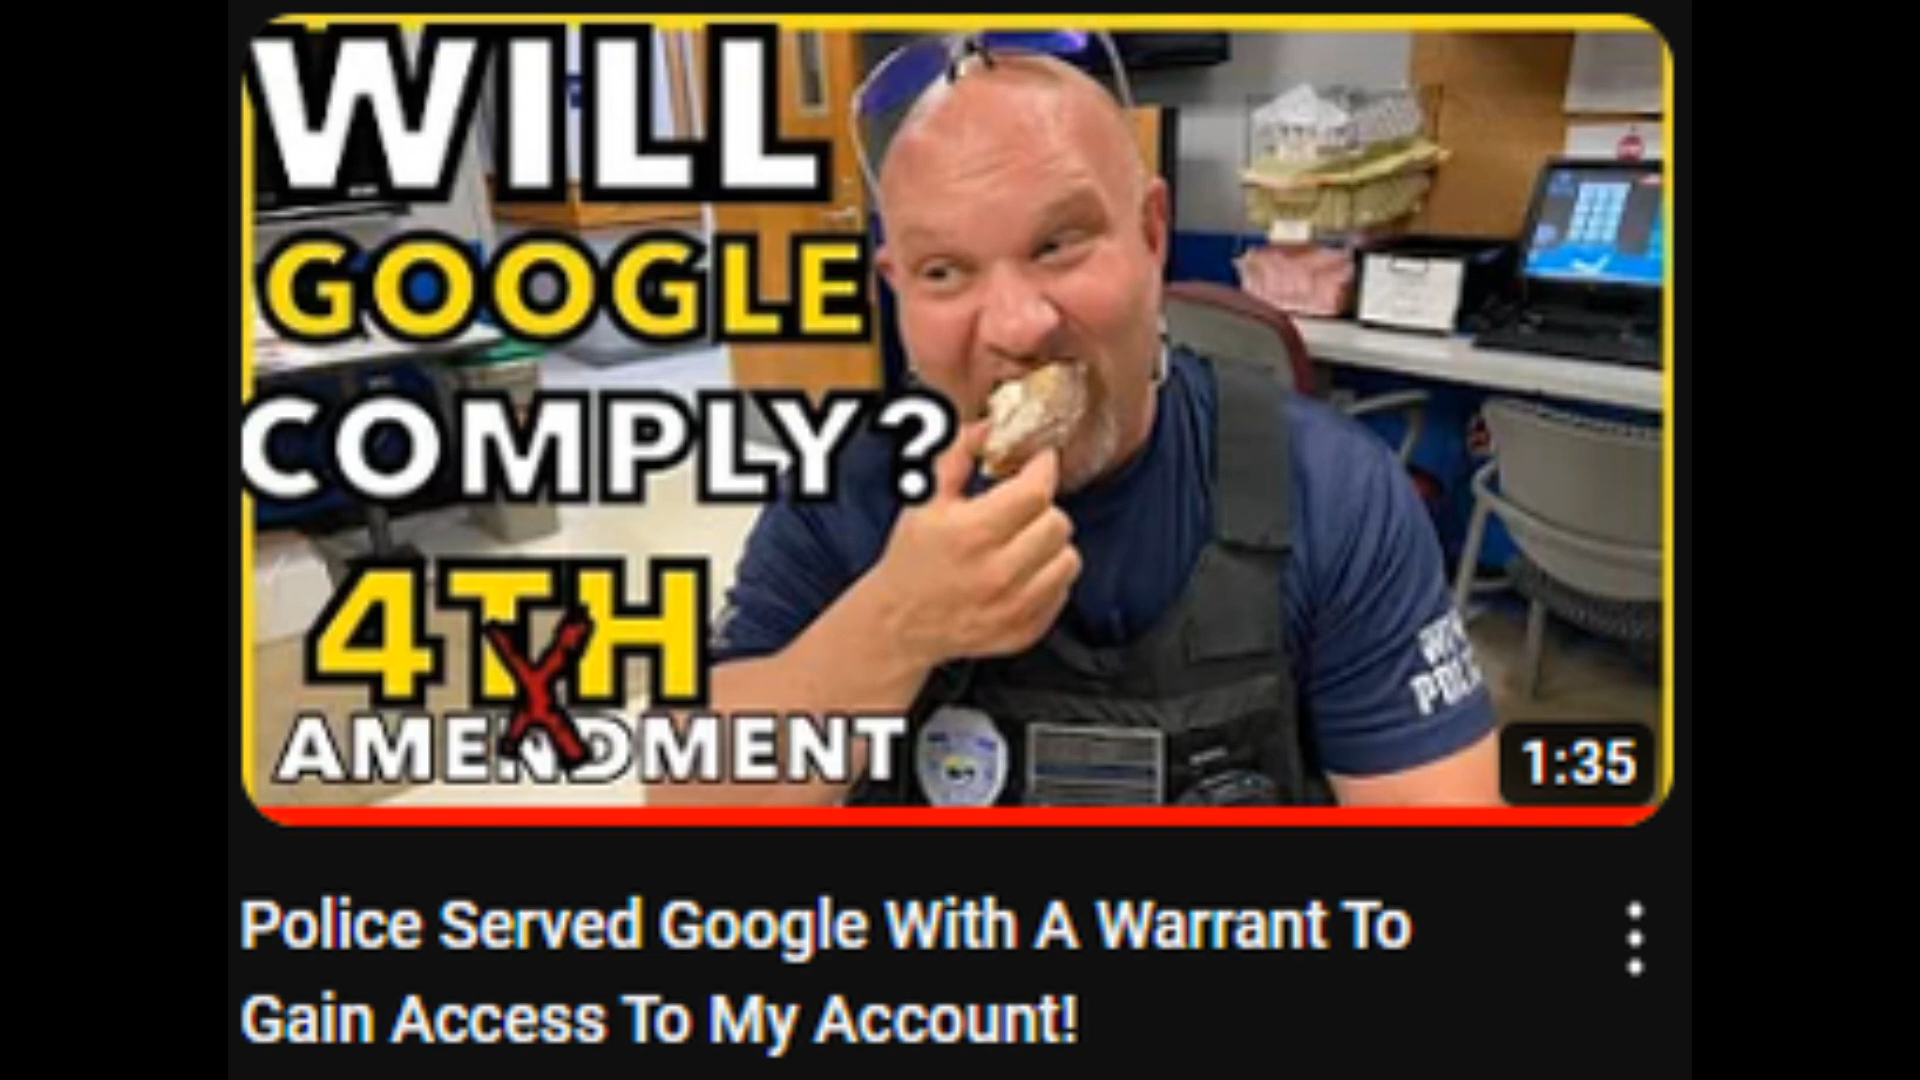 WILL
GOOGLE
COMPLY?
4TH
AMENDMENT
1:35
Police Served Google With A Warrant To
Gain Access To My Account!